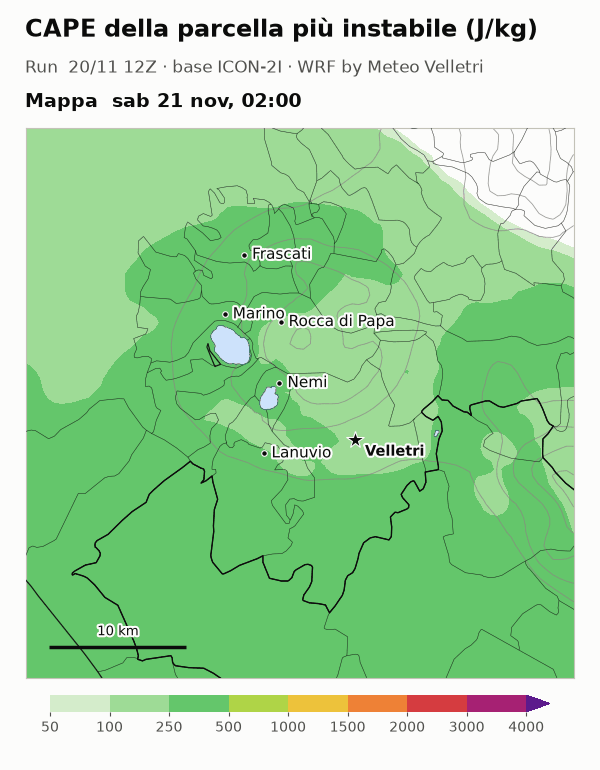 CAPE della parcella più instabile (J/kg)
Run  20/11 12Z · base ICON-2I · WRF by Meteo Velletri
Mappa  sab 21 nov, 02:00
Frascati
Marino
Rocca di Papa
Nemi
Velletri
Lanuvio
10 km
50 100 250 500 1000 1500 2000 3000 4000